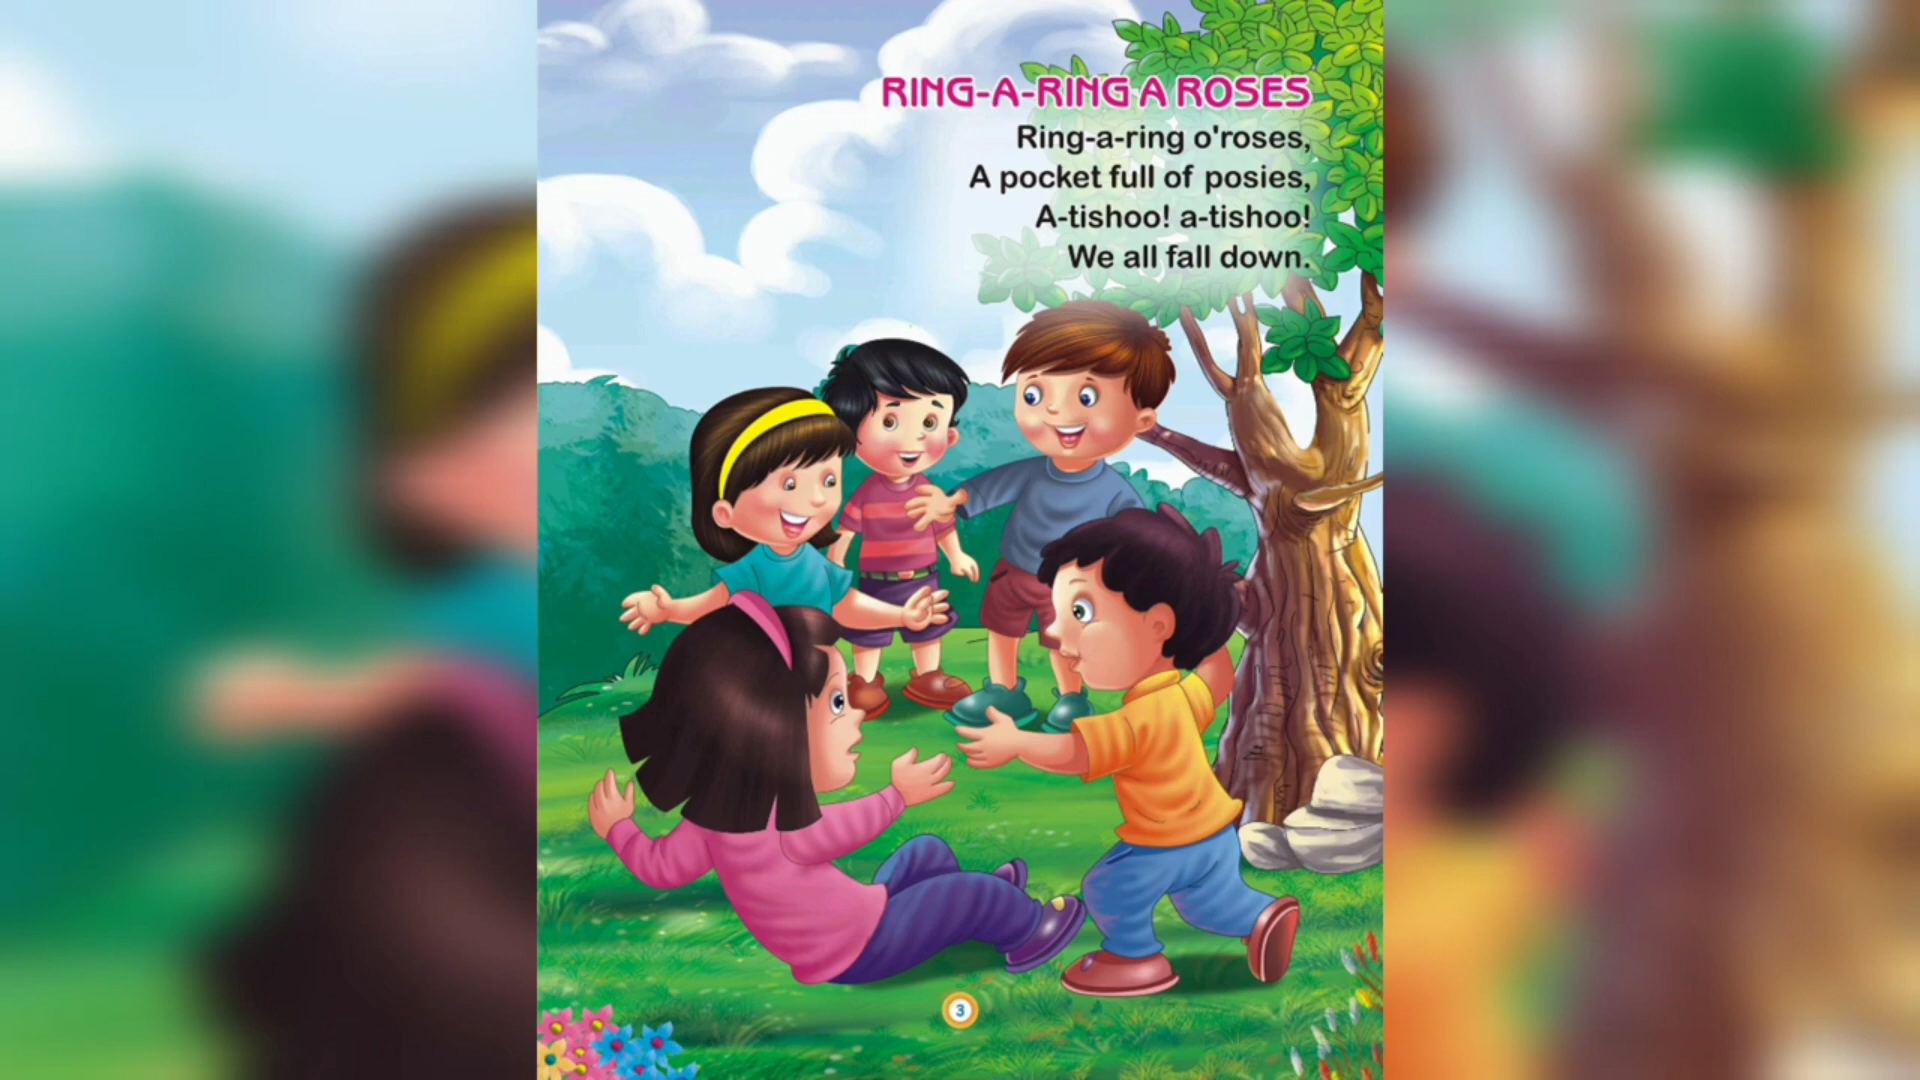 RING-A-RING A ROSES
Ring-a-ring o'roses,
A pocket full of posies,
A-tishoo! a-tishoo!
We all fall down.
3